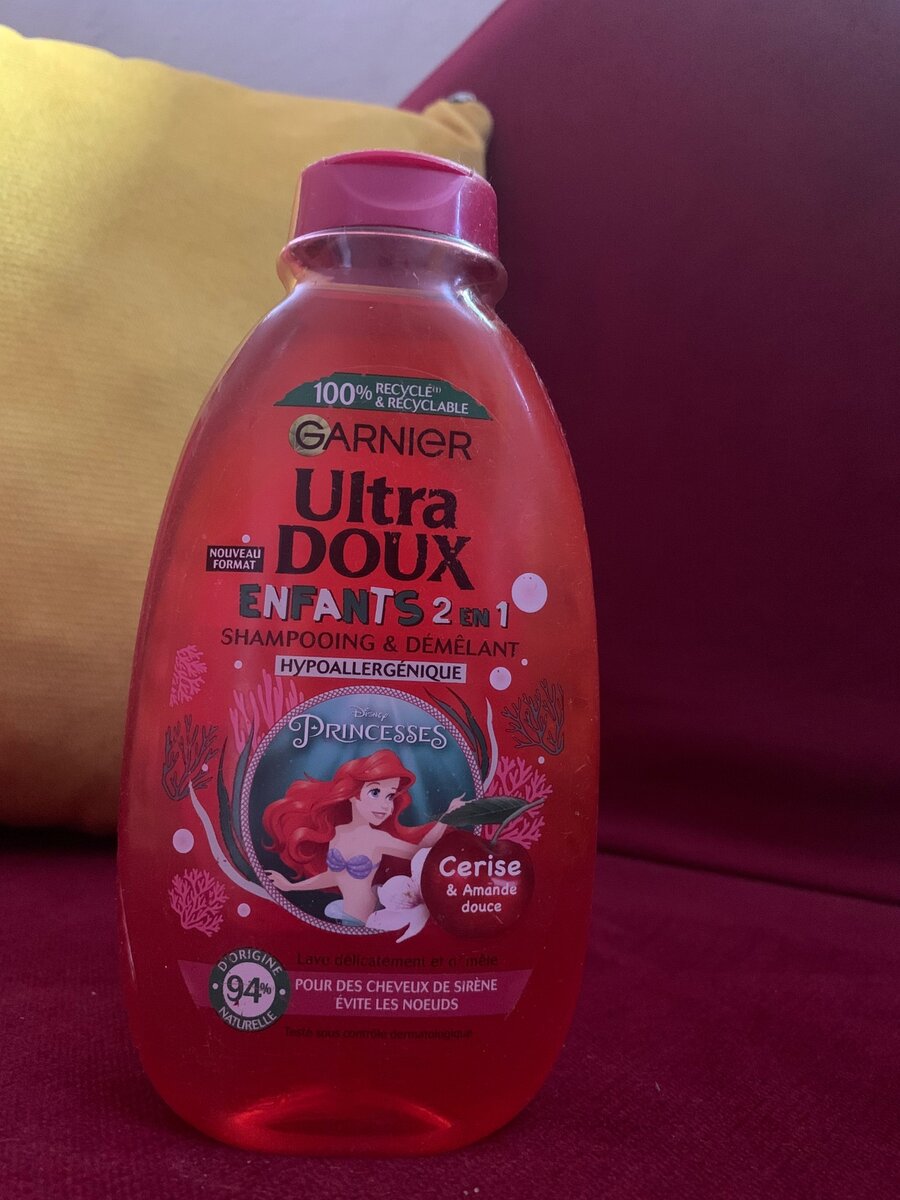 100% RECYCLÉ(1)
& RECYCLABLE
GARNIER
Ultra
DOUX
NOUVEAU
FORMAT
ENFANTS 2 EN 1
SHAMPOOING & DÉMÊLANT
HYPOALLERGÉNIQUE
Disney
PRINCESSES
Cerise
& Amande
douce
Lave délicatement et
D'ORIGINE
94%
NATURELLE
POUR DES CHEVEUX DE SIRÈNE
ÉVITE LES NOEUDS
Testé sous contrôle dermatologique